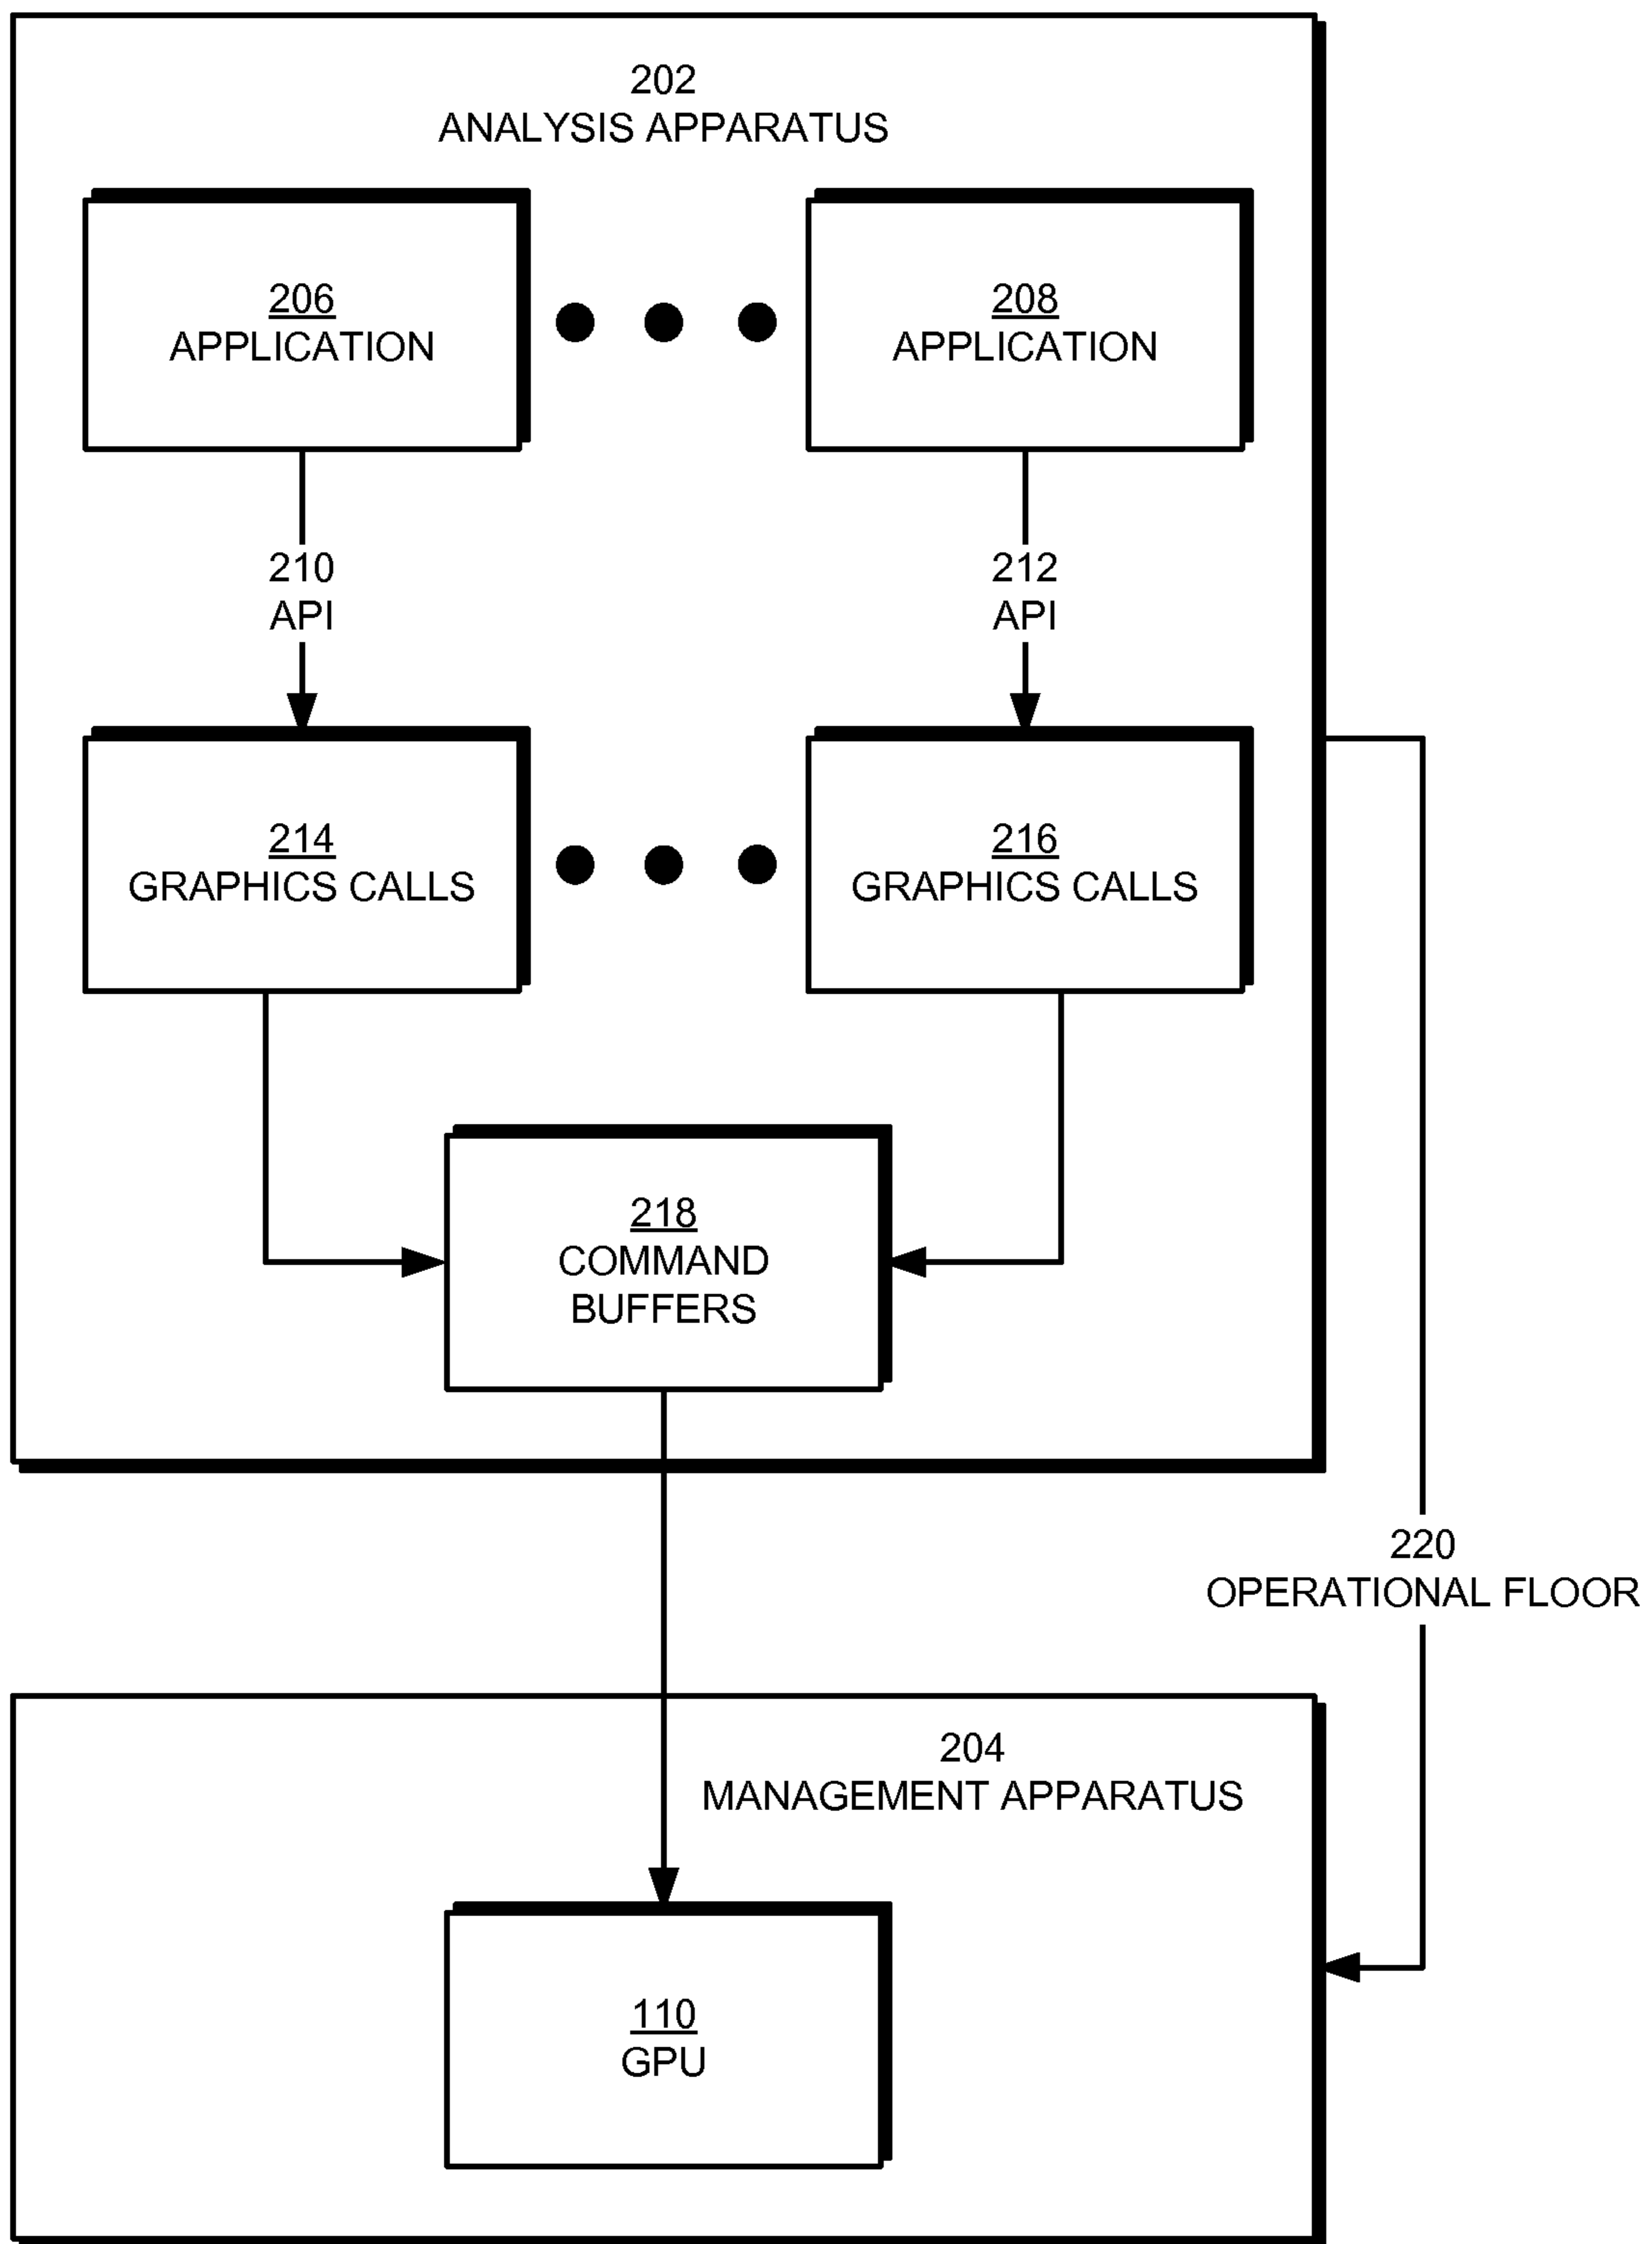 202
ANALYSIS APPARATUS
206
APPLICATION
208
APPLICATION
210
API
212
API
214
GRAPHICS CALLS
216
GRAPHICS CALLS
218
COMMAND
BUFFERS
220
OPERATIONAL FLOOR
204
MANAGEMENT APPARATUS
110
GPU